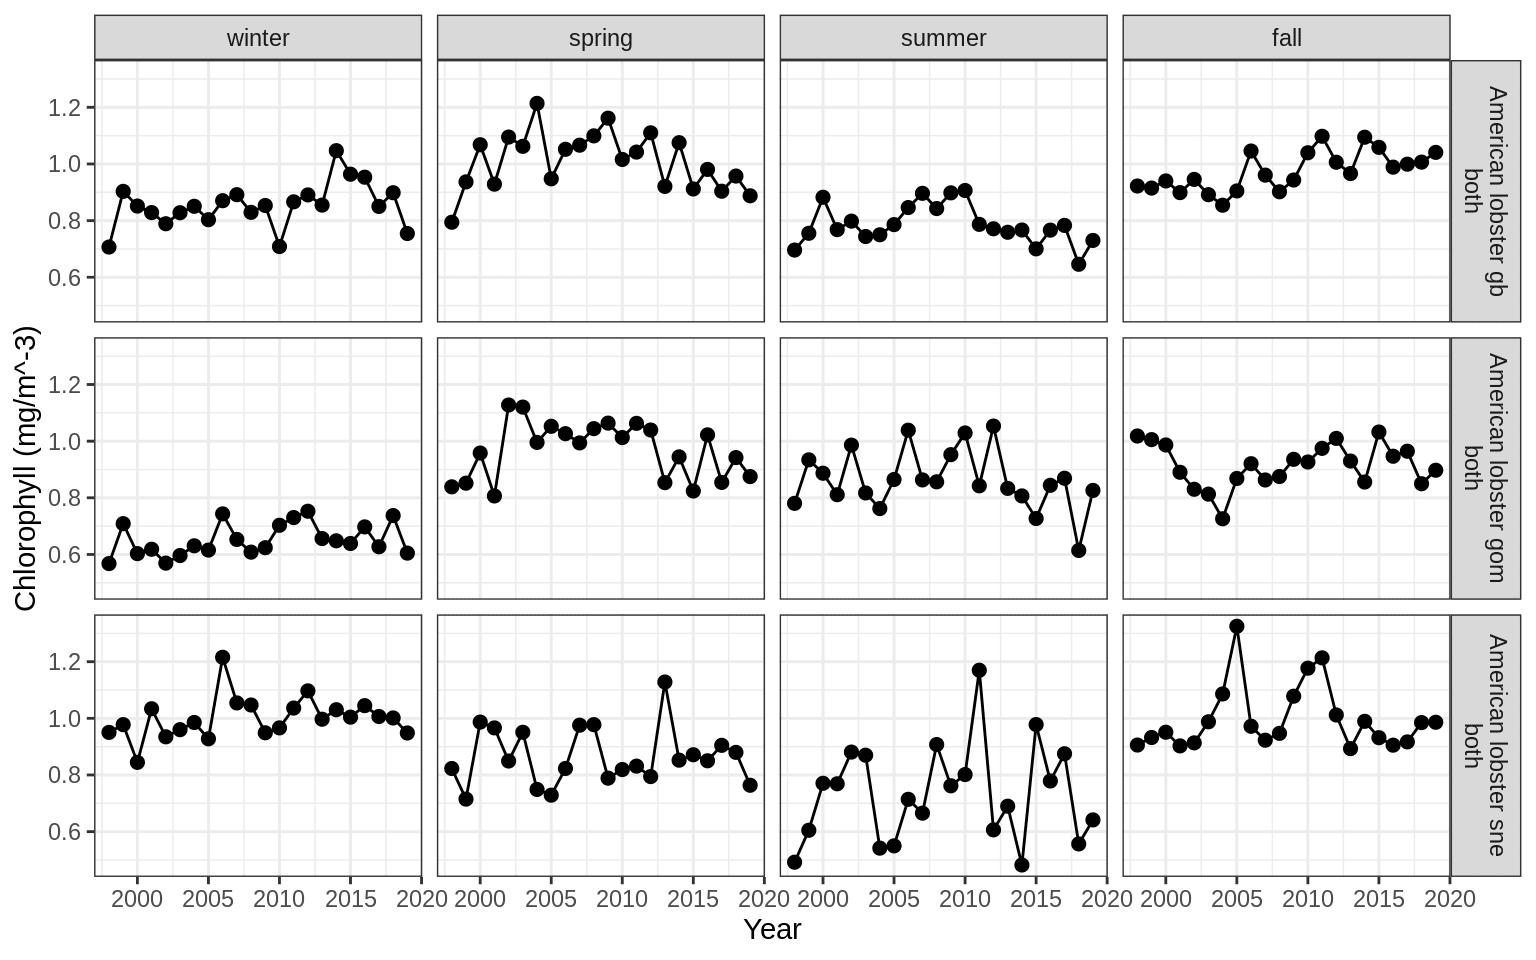 winter
spring
summer
fall
1.2
1.0
0.8
0.6
American lobster gb
both
1.2
1.0
0.8
0.6
American lobster gom
both
1.2
1.0
0.8
0.6
American lobster sne
both
Chlorophyll (mg/m^-3)
2000 2005 2010 2015 2020
2000 2005 2010 2015 2020
2000 2005 2010 2015 2020
2000 2005 2010 2015 2020
Year